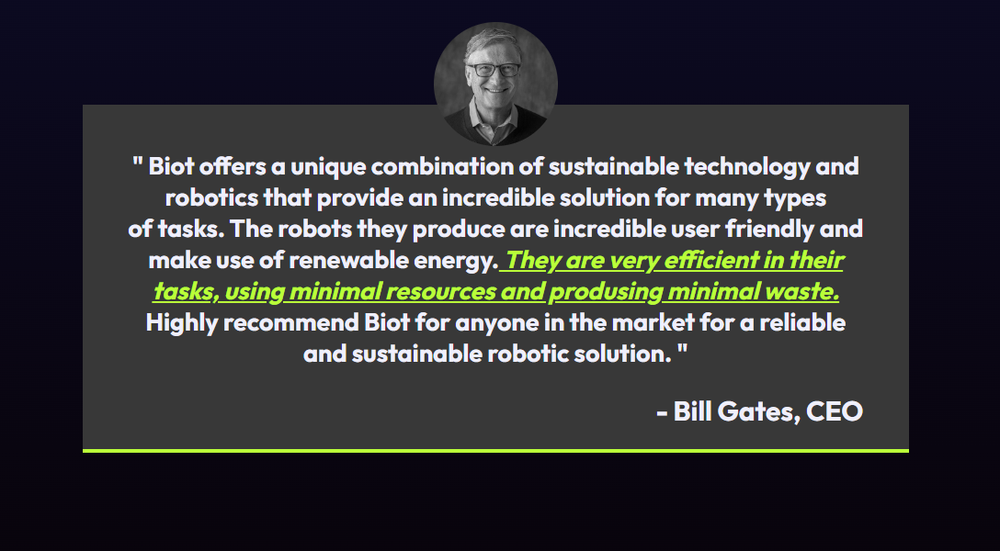 " Biot offers a unique combination of sustainable technology and
robotics that provide an incredible solution for many types
of tasks. The robots they produce are incredible user friendly and
make use of renewable energy. They are very efficient in their
tasks, using minimal resources and produsing minimal waste.
Highly recommend Biot for anyone in the market for a reliable
and sustainable robotic solution. "
- Bill Gates, CEO